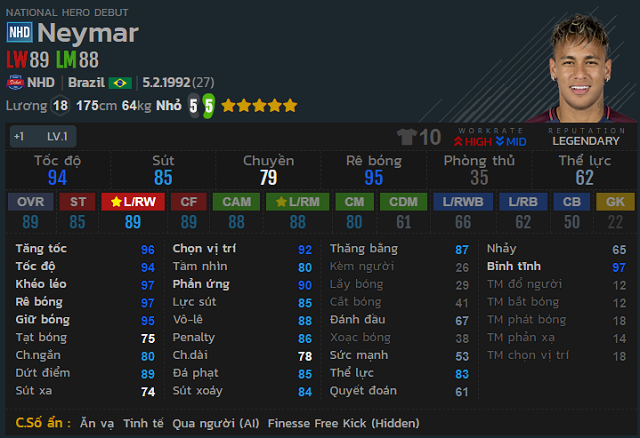 NATIONAL HERO DEBUT
NHD Neymar
LW 89 LM 88
NHD Brazil 5.2.1992 (27)
Lương 18 175cm 64kg Nhỏ 5 5
+1 LV.1
10
WORKRATE
HIGH MID
REPUTATION
LEGENDARY
Tốc độ Sút Chuyền Rê bóng Phòng thủ Thể lực
94 85 79 95 35 62
OVR ST L/RW CF CAM L/RM CM CDM L/RWB L/RB CB GK
89 85 89 89 88 88 80 61 66 62 50 22
Tăng tốc 96 Chọn vị trí 92 Thăng bằng 87 Nhảy 65
Tốc độ 94 Tầm nhìn 80 Kèm người 26 Bình tĩnh 97
Khéo léo 97 Phản ứng 90 Lấy bóng 29 TM đổ người 12
Rê bóng 97 Lực sút 85 Cắt bóng 41 TM bắt bóng 12
Giữ bóng 95 Vô-lê 88 Đánh đầu 67 TM phát bóng 18
Tạt bóng 75 Penalty 86 Xoạc bóng 38 TM phản xạ 14
Ch.ngắn 80 Ch.dài 78 Sức mạnh 53 TM chọn vị trí 18
Dứt điểm 89 Đá phạt 85 Thể lực 83
Sút xa 74 Sút xoáy 84 Quyết đoán 61
C.Số ẩn : Ăn vạ Tinh tế Qua người (AI) Finesse Free Kick (Hidden)